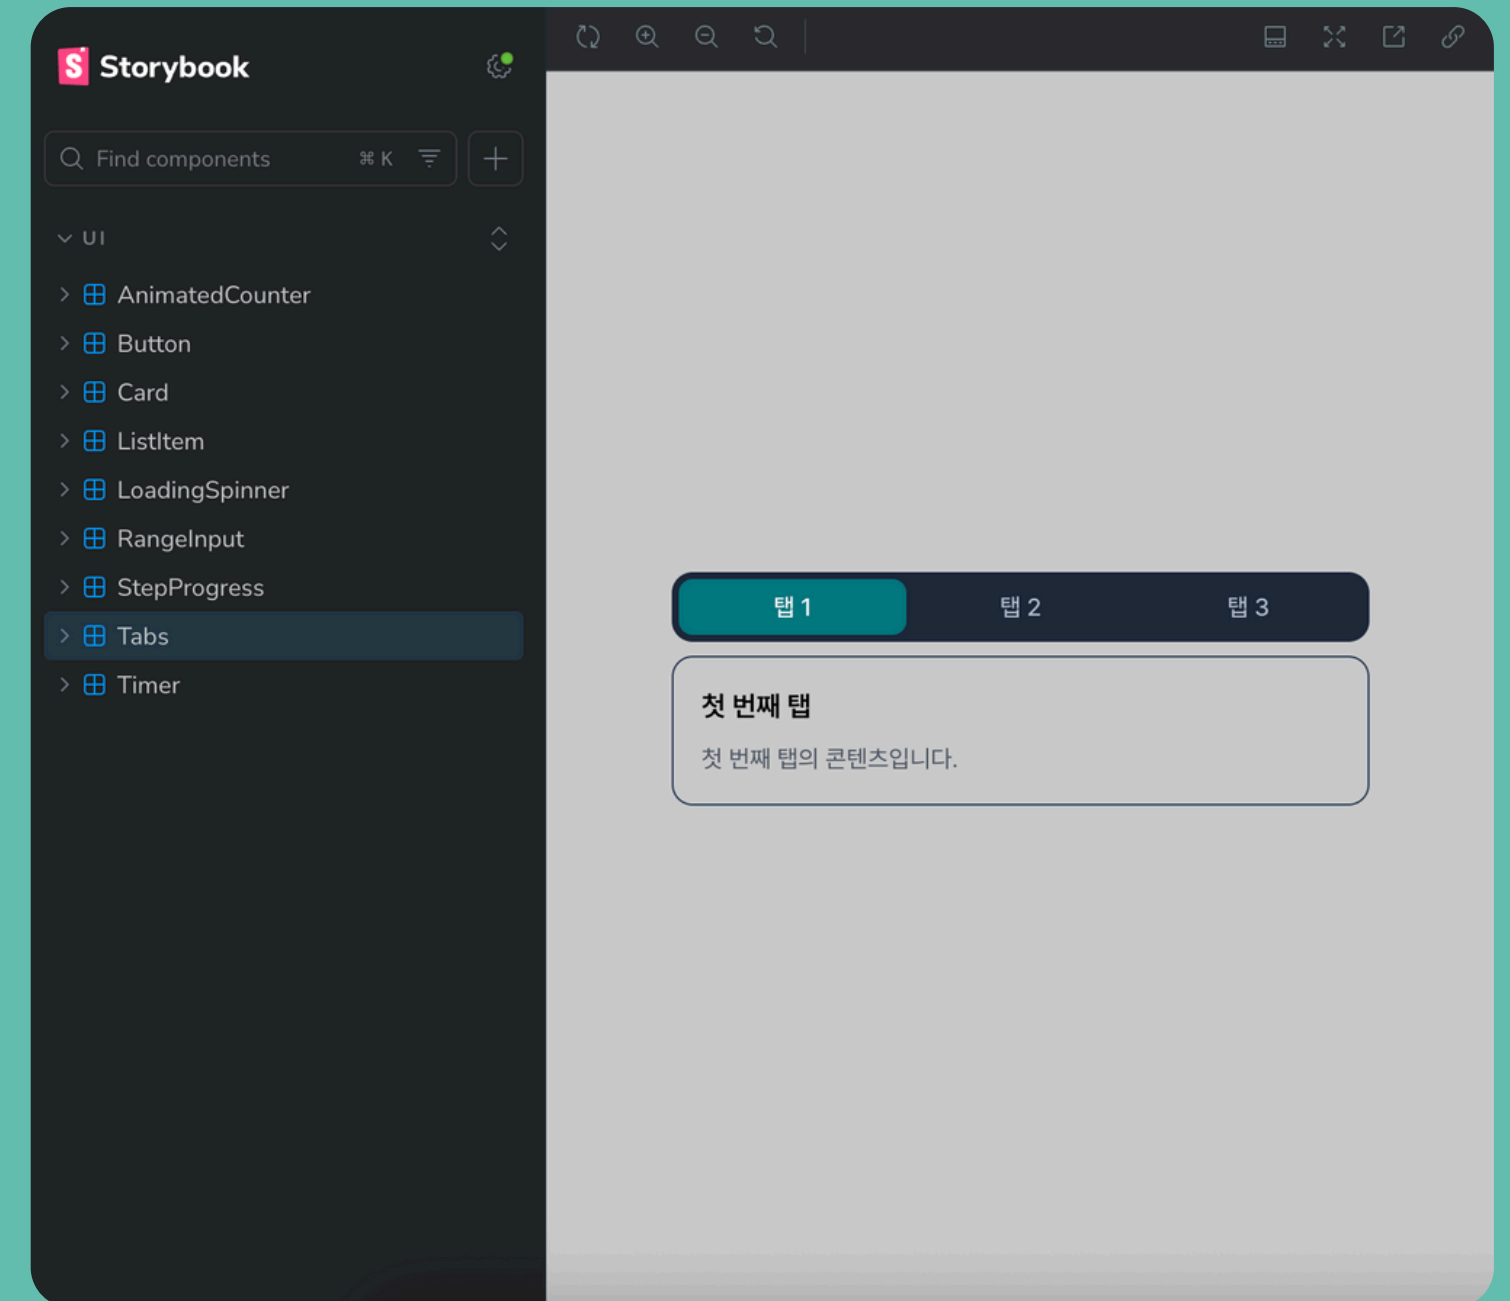 Storybook
Find components ⌘ K
UI
AnimatedCounter
Button
Card
ListItem
LoadingSpinner
RangeInput
StepProgress
Tabs
Timer
탭 1 탭 2 탭 3
첫 번째 탭
첫 번째 탭의 콘텐츠입니다.